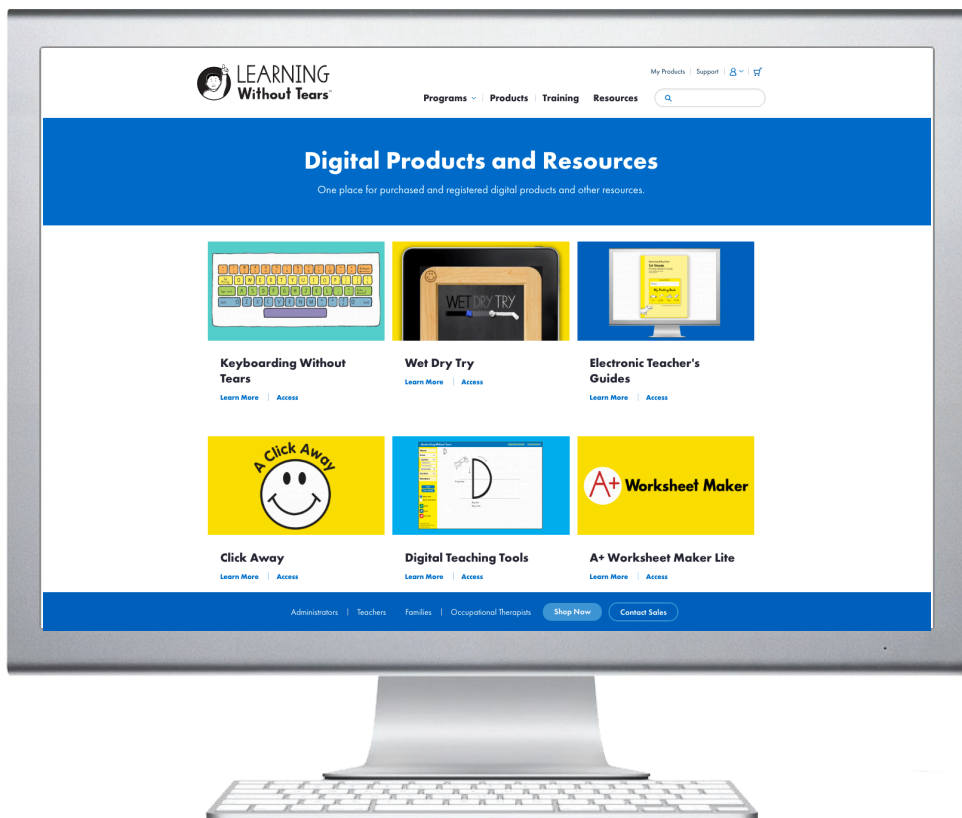 LEARNING
Without Tears™
My Products | Support
Programs | Products | Training Resources
Digital Products and Resources
One place for purchased and registered digital products and other resources.
WET DRY TRY
Keyboarding Without
Tears
Learn More | Access
Wet Dry Try
Learn More | Access
Electronic Teacher's
Guides
Learn More | Access
A Click Away
D
A+ Worksheet Maker
Click Away
Learn More | Access
Digital Teaching Tools
Learn More | Access
A+ Worksheet Maker Lite
Learn More | Access
Administrators | Teachers Families | Occupational Therapists Shop Now Contact Sales